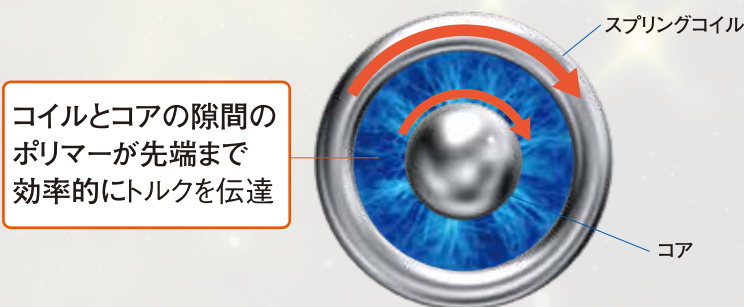 スプリングコイル
コイルとコアの隙間の
ポリマーが先端まで
効率的にトルクを伝達
コア